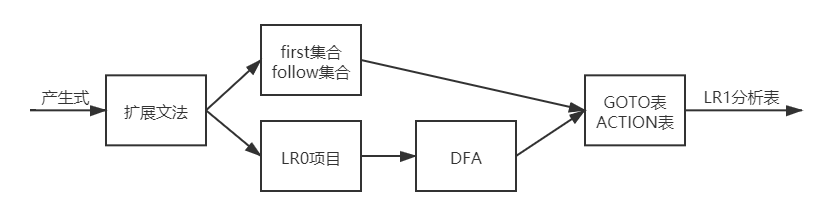 产生式
扩展文法
first集合
follow集合
LR0项目
DFA
GOTO表
ACTION表
LR1分析表